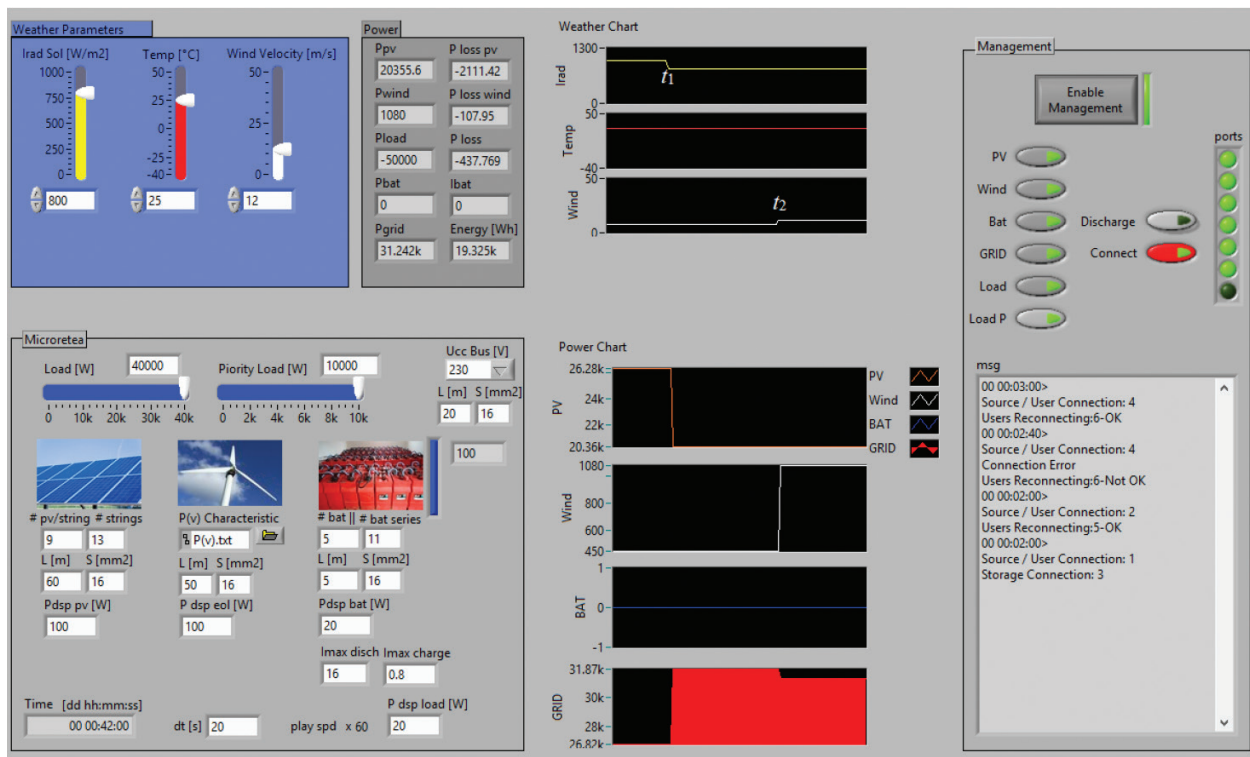 Weather Parameters
Irad Sol [W/m2]
Temp [°C]
Wind Velocity [m/s]
1000
750
500
250
0
50
25
0
-25
-40
50
25
0
800
25
12
Power
Ppv
P loss pv
20355.6
-2111.42
Pwind
P loss wind
1080
-107.95
Pload
P loss
-50000
-437.769
Pbat
Ibat
0
0
Pgrid
Energy [Wh]
31.242k
19.325k
Weather Chart
Irad
1300
0
t1
Temp
50
-40
Wind
50
0
t2
Management
Enable
Management
ports
PV
Wind
Bat
Discharge
GRID
Connect
Load
Load P
msg
00 00:03:00>
Source / User Connection: 4
Users Reconnecting:6-OK
00 00:02:40>
Source / User Connection: 4
Connection Error
Users Reconnecting:6-Not OK
00 00:02:00>
Source / User Connection: 2
Users Reconnecting:5-OK
00 00:02:00>
Source / User Connection: 1
Storage Connection: 3
Microretea
Load [W]
40000
0 10k 20k 30k 40k
Piority Load [W]
10000
0 2k 4k 6k 8k 10k
Ucc Bus [V]
230
L [m] S [mm2]
20 16
100
# pv/string # strings
9 13
L [m] S [mm2]
60 16
Pdsp pv [W]
100
P(v) Characteristic
P(v).txt
L [m] S [mm2]
50 16
P dsp eol [W]
100
# bat || # bat series
5 11
L [m] S [mm2]
5 16
Pdsp bat [W]
20
Imax disch Imax charge
16 0.8
P dsp load [W]
20
Time [dd hh:mm:ss]
00 00:42:00
dt [s] 20
play spd x 60
Power Chart
PV
26.28k
24k
22k
20.36k
Wind
1080
800
600
450
BAT
1
0
-1
GRID
31.87k
30k
28k
26.82k
PV
Wind
BAT
GRID